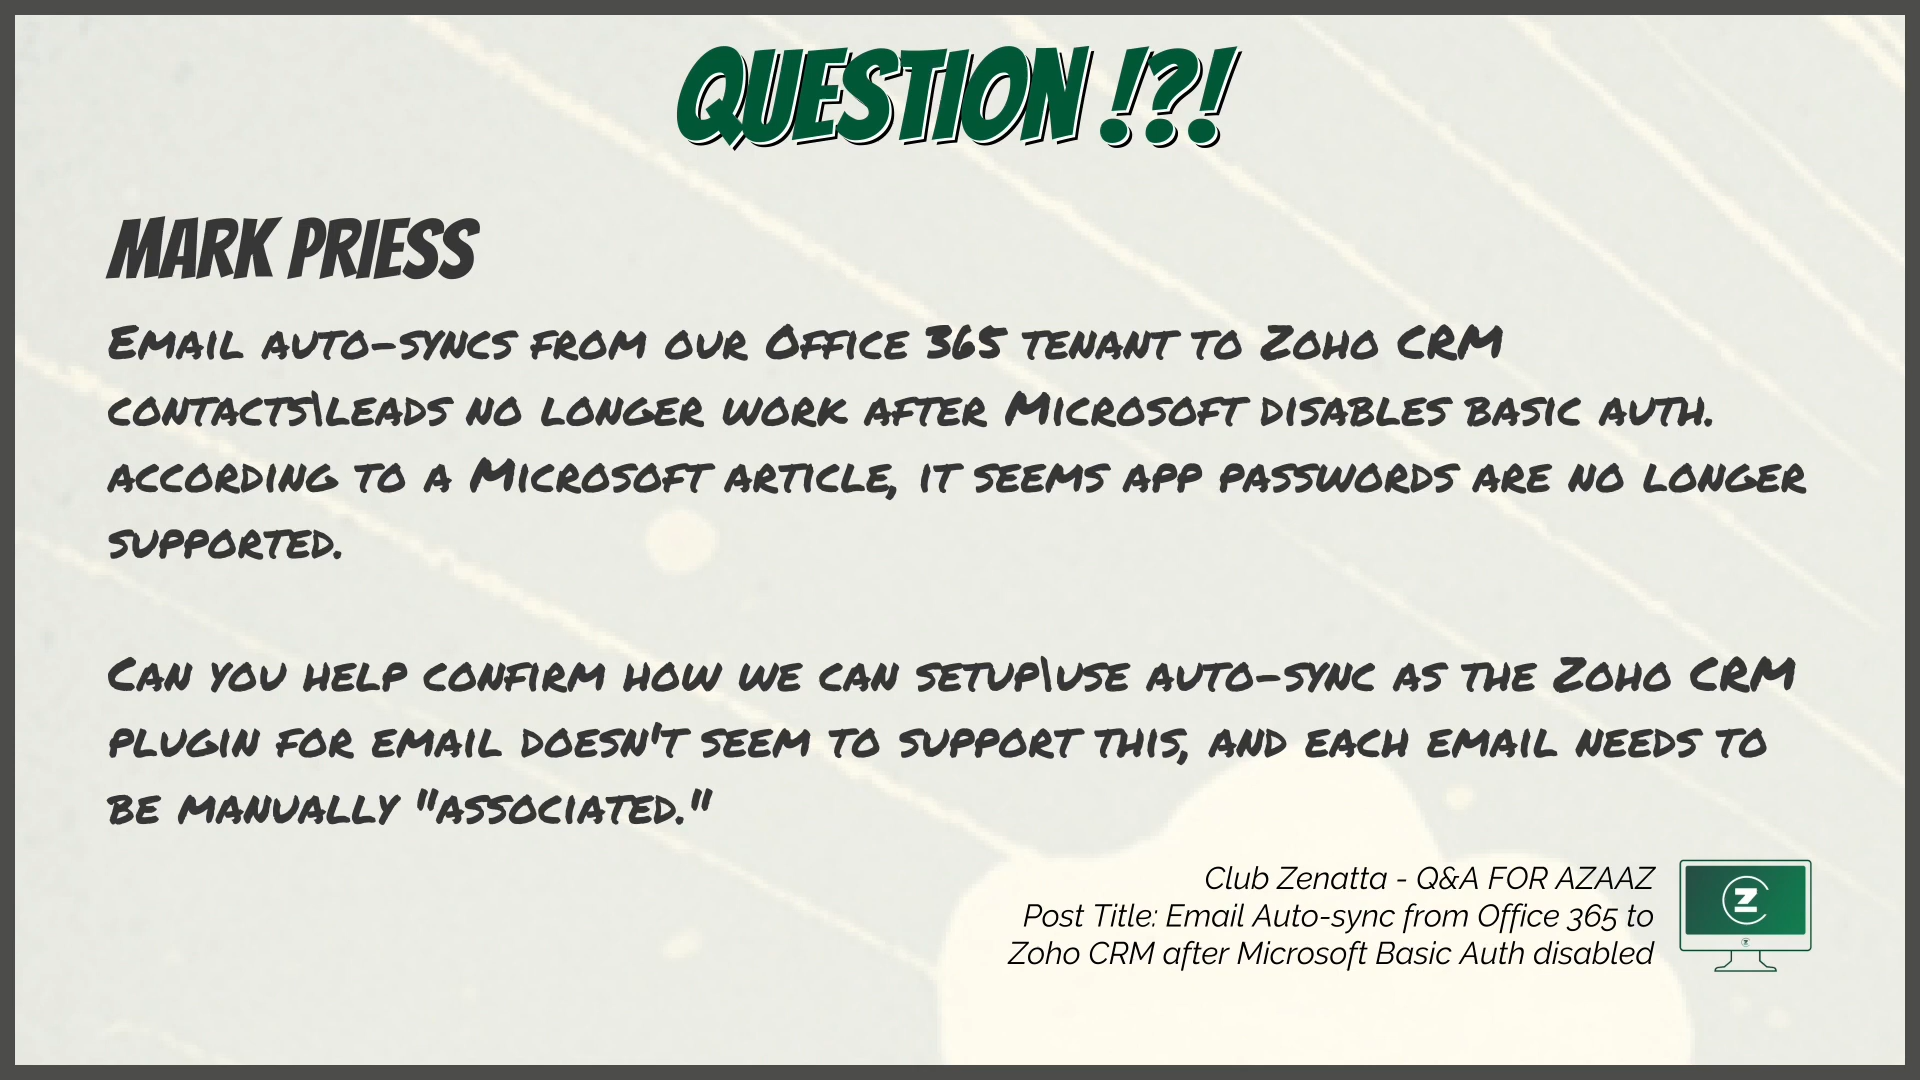 QUESTION !?!
MARK PRIESS
Email auto-syncs from our Office 365 tenant to Zoho CRM
contacts\leads no longer work after Microsoft disables basic auth.
according to a Microsoft article, it seems app passwords are no longer
supported.
Can you help confirm how we can setup\use auto-sync as the Zoho CRM
plugin for email doesn't seem to support this, and each email needs to
be manually "associated."
Club Zenatta - Q&A FOR AZAAZ
Post Title: Email Auto-sync from Office 365 to
Zoho CRM after Microsoft Basic Auth disabled
Z